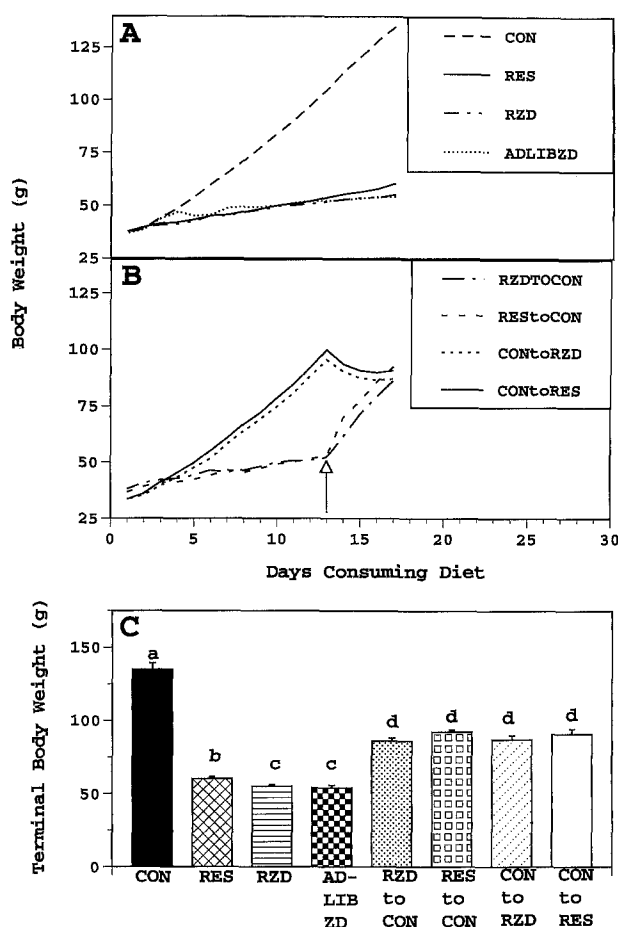 A
CON
RES
RZD
ADLIBZD
125
100
75
50
25
Body Weight (g)
B
RZDTOCON
REStoCON
CONtoRZD
CONtoRES
100
75
50
25
0 5 10 15 20 25 30
Days Consuming Diet
C
Terminal Body Weight (g)
150
100
50
0
a
b
c
c
d
d
d
d
CON RES RZD AD- RZD RES CON CON
LIB to to to to
ZD CON CON RZD RES